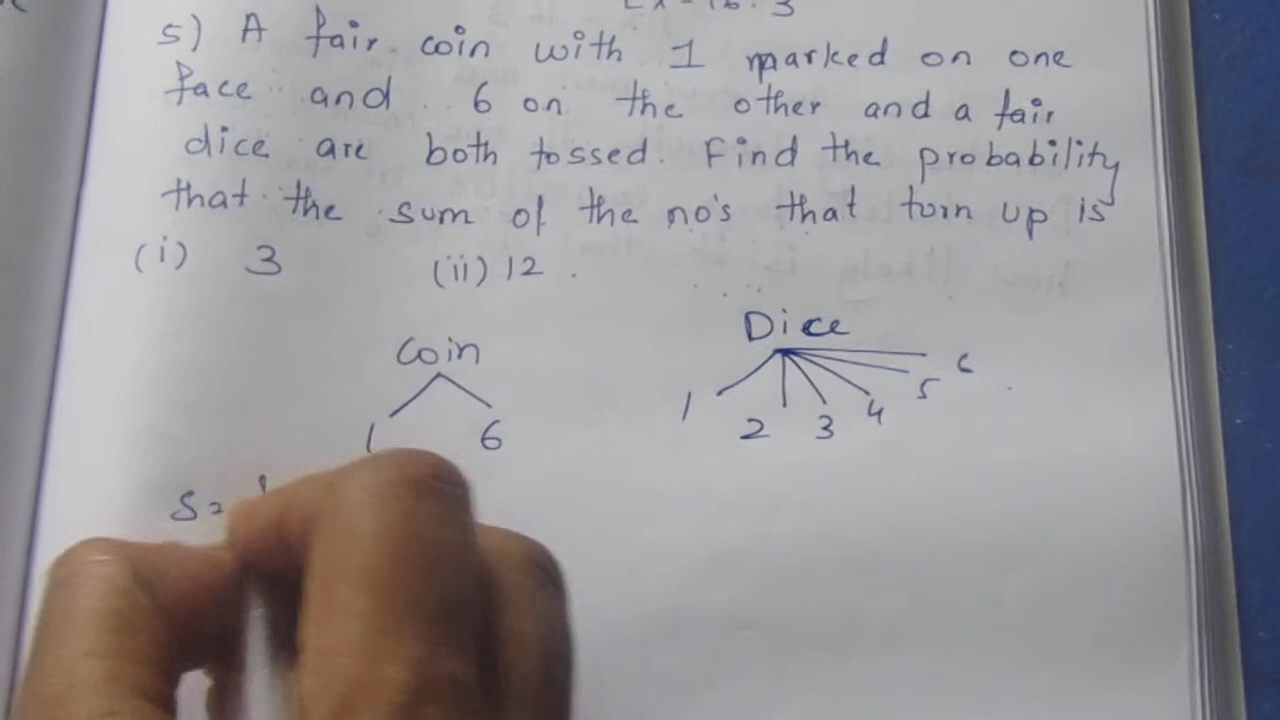 5) A fair coin with 1 marked on one
face and 6 on the other and a fair
dice are both tossed. Find the probability
that the sum of the no's that turn up is
(i) 3 (ii) 12.
Coin Dice
1 6 1 2 3 4 5 6
S =